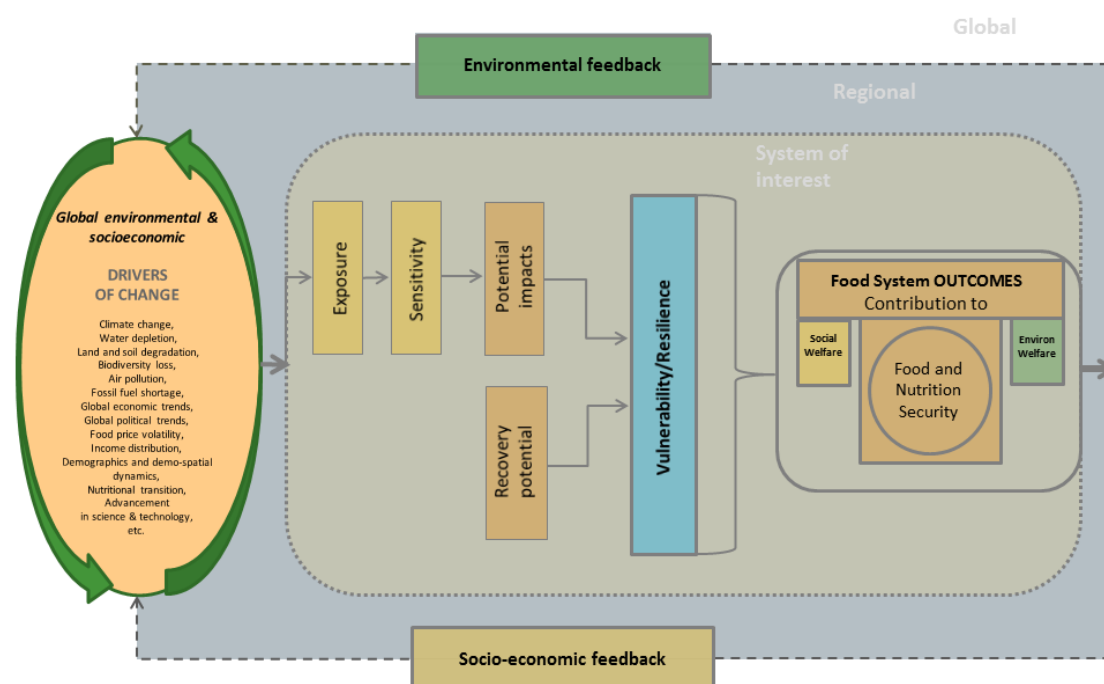 Global
Environmental feedback
Regional
System of
interest
Global environmental &
socioeconomic
DRIVERS
OF CHANGE
Climate change,
Water depletion,
Land and soil degradation,
Biodiversity loss,
Air pollution,
Fossil fuel shortage,
Global economic trends,
Global political trends,
Food price volatility,
Income distribution,
Demographics and demo-spatial
dynamics,
Nutritional transition,
Advancement
in science & technology,
etc.
Exposure
Sensitivity
Potential
impacts
Recovery
potential
Vulnerability/Resilience
Food System OUTCOMES
Contribution to
Social
Welfare
Food and
Nutrition
Security
Environ
Welfare
Socio-economic feedback